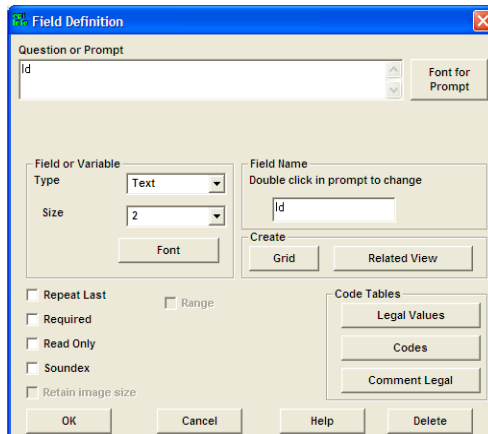 Field Definition
Question or Prompt
Id
Font for
Prompt
Field or Variable
Type
Text
Size
2
Font
Field Name
Double click in prompt to change
Id
Create
Grid
Related View
Repeat Last
Range
Required
Read Only
Soundex
Retain image size
Code Tables
Legal Values
Codes
Comment Legal
OK
Cancel
Help
Delete